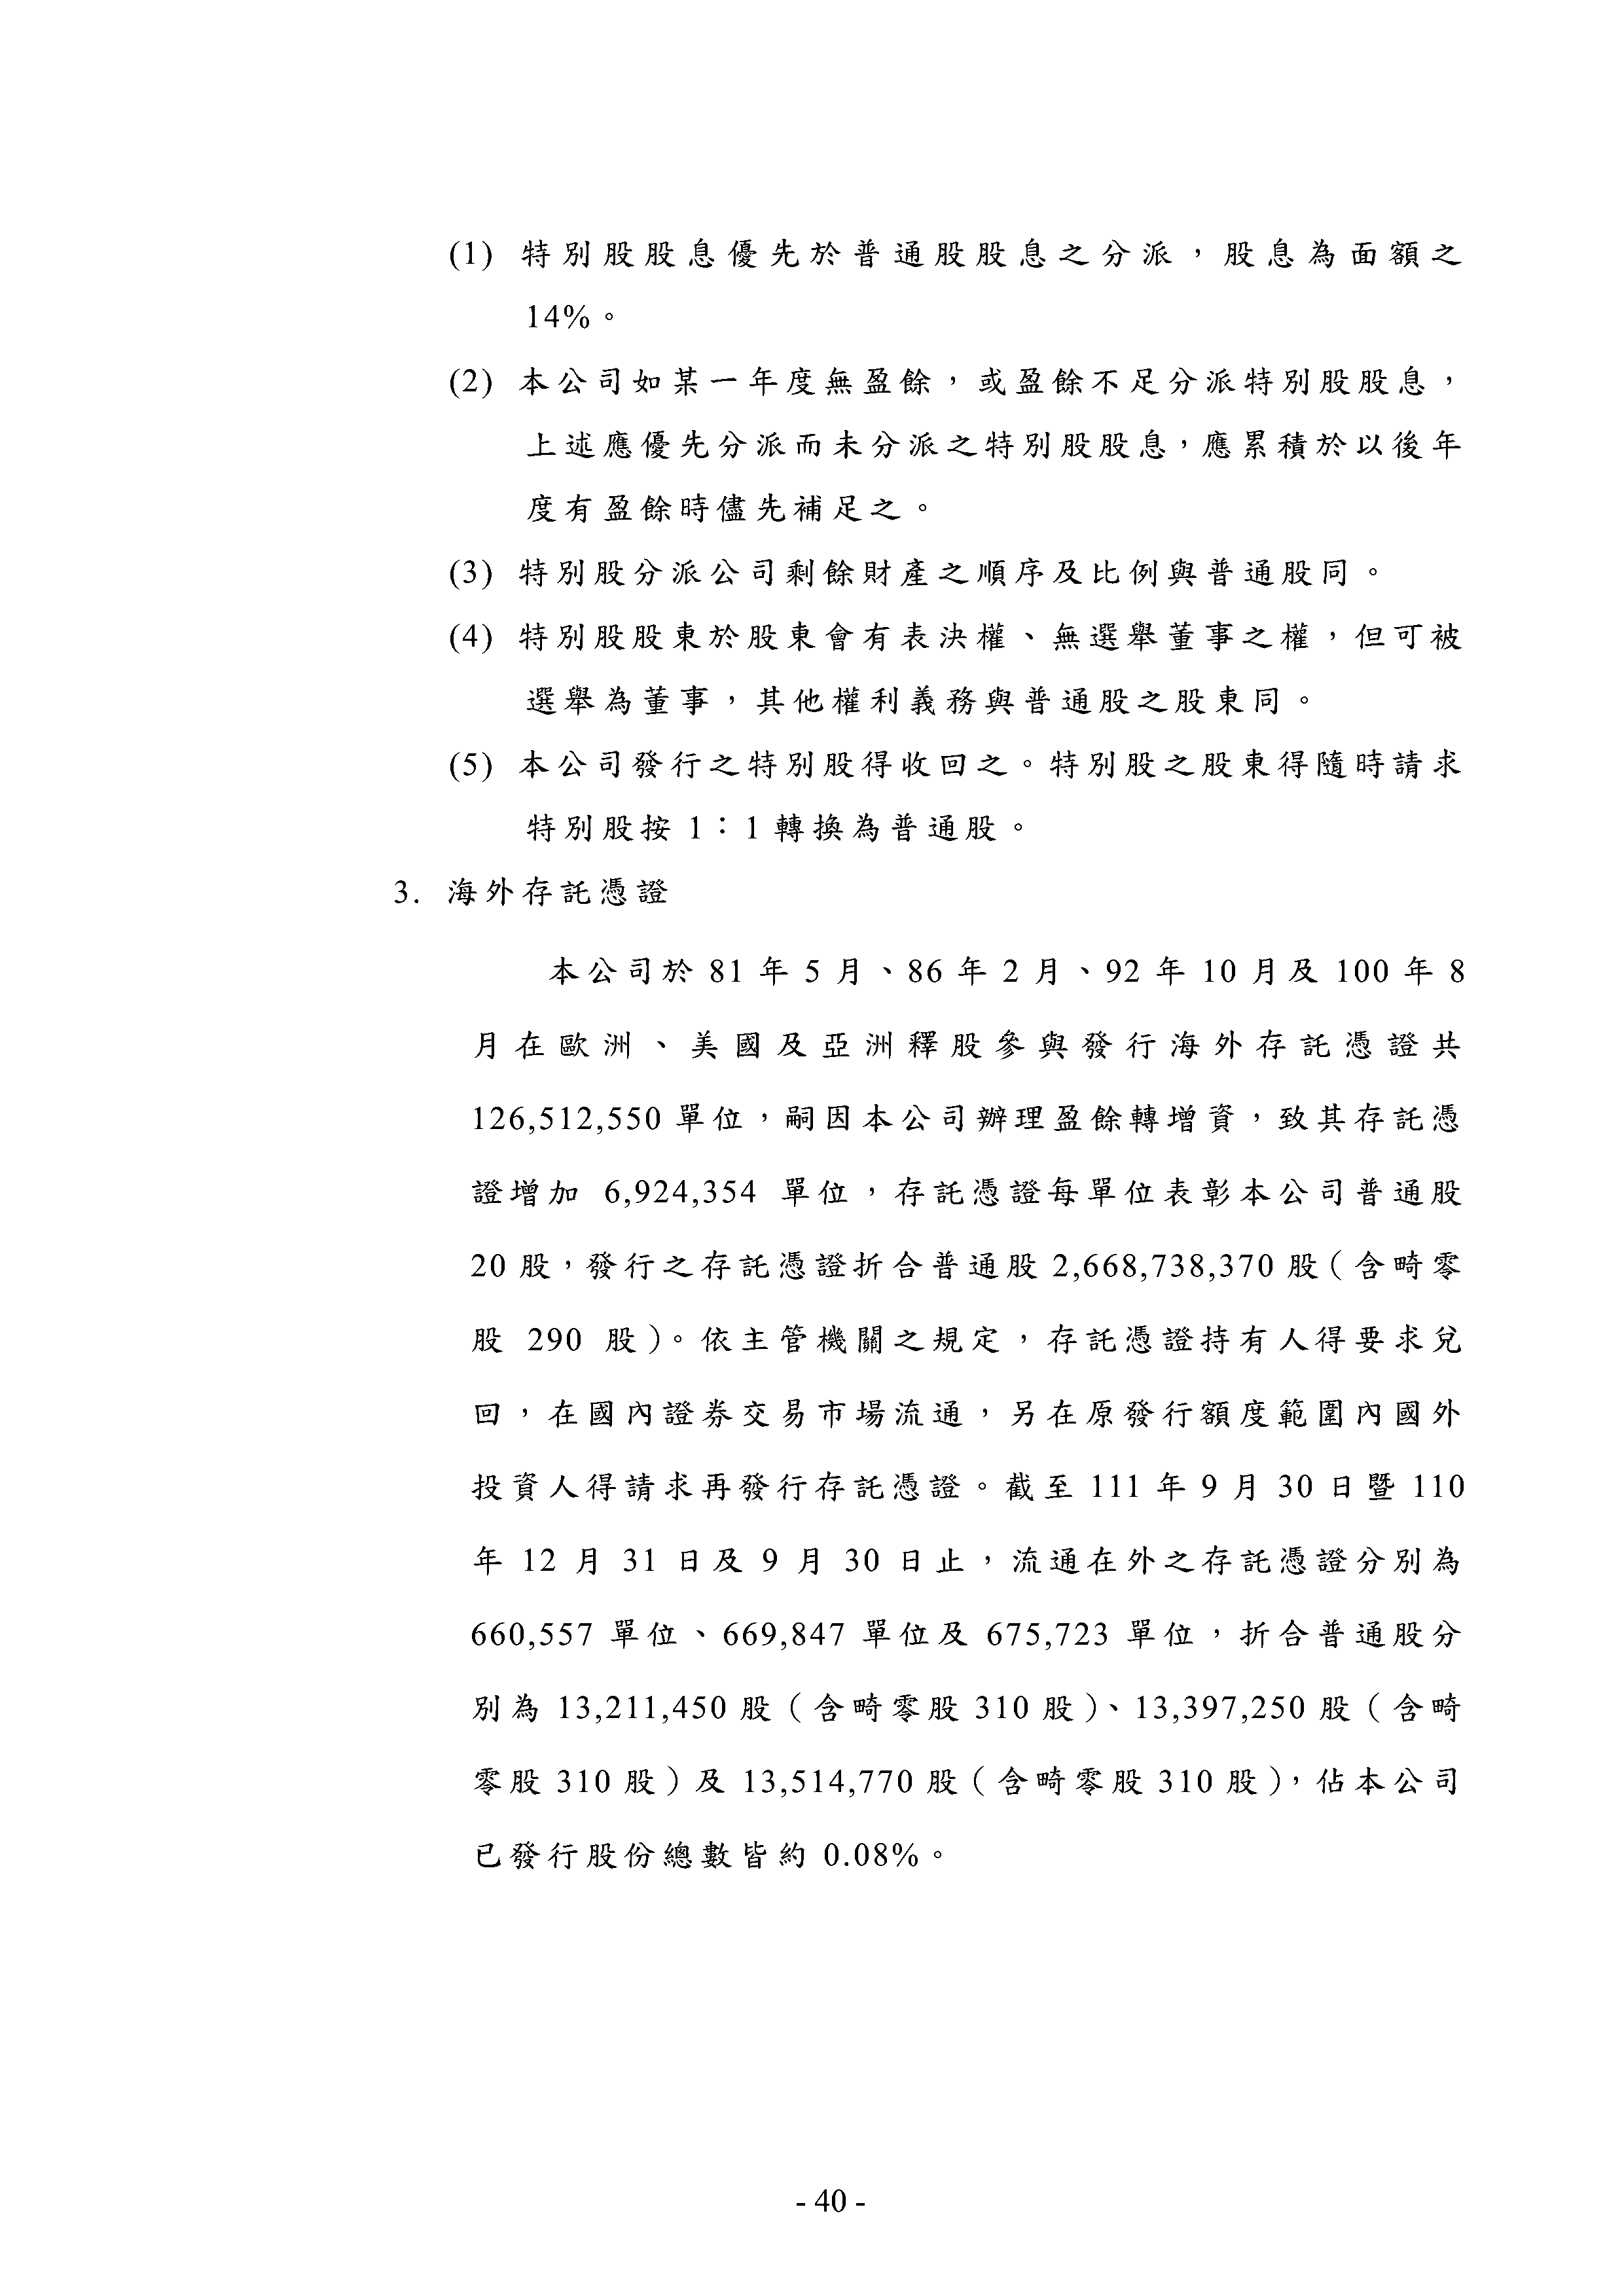 (1) 特別股股息優先於普通股股息之分派，股息為面額之
14%。
(2) 本公司如某一年度無盈餘，或盈餘不足分派特別股股息，
上述應優先分派而未分派之特別股股息，應累積於以後年
度有盈餘時儘先補足之。
(3) 特別股分派公司剩餘財產之順序及比例與普通股同。
(4) 特別股股東於股東會有表決權、無選舉董事之權，但可被
選舉為董事，其他權利義務與普通股之股東同。
(5) 本公司發行之特別股得收回之。特別股之股東得隨時請求
特別股按 1：1 轉換為普通股。
3. 海外存託憑證
本公司於 81 年 5 月、86 年 2 月、92 年 10 月及 100 年 8
月在歐洲、美國及亞洲釋股參與發行海外存託憑證共
126,512,550 單位，嗣因本公司辦理盈餘轉增資，致其存託憑
證增加 6,924,354 單位，存託憑證每單位表彰本公司普通股
20 股，發行之存託憑證折合普通股 2,668,738,370 股（含畸零
股 290 股）。依主管機關之規定，存託憑證持有人得要求兌
回，在國內證券交易市場流通，另在原發行額度範圍內國外
投資人得請求再發行存託憑證。截至 111 年 9 月 30 日暨 110
年 12 月 31 日及 9 月 30 日止，流通在外之存託憑證分別為
660,557 單位、669,847 單位及 675,723 單位，折合普通股分
別為 13,211,450 股（含畸零股 310 股）、13,397,250 股（含畸
零股 310 股）及 13,514,770 股（含畸零股 310 股），佔本公司
已發行股份總數皆約 0.08%。
- 40 -